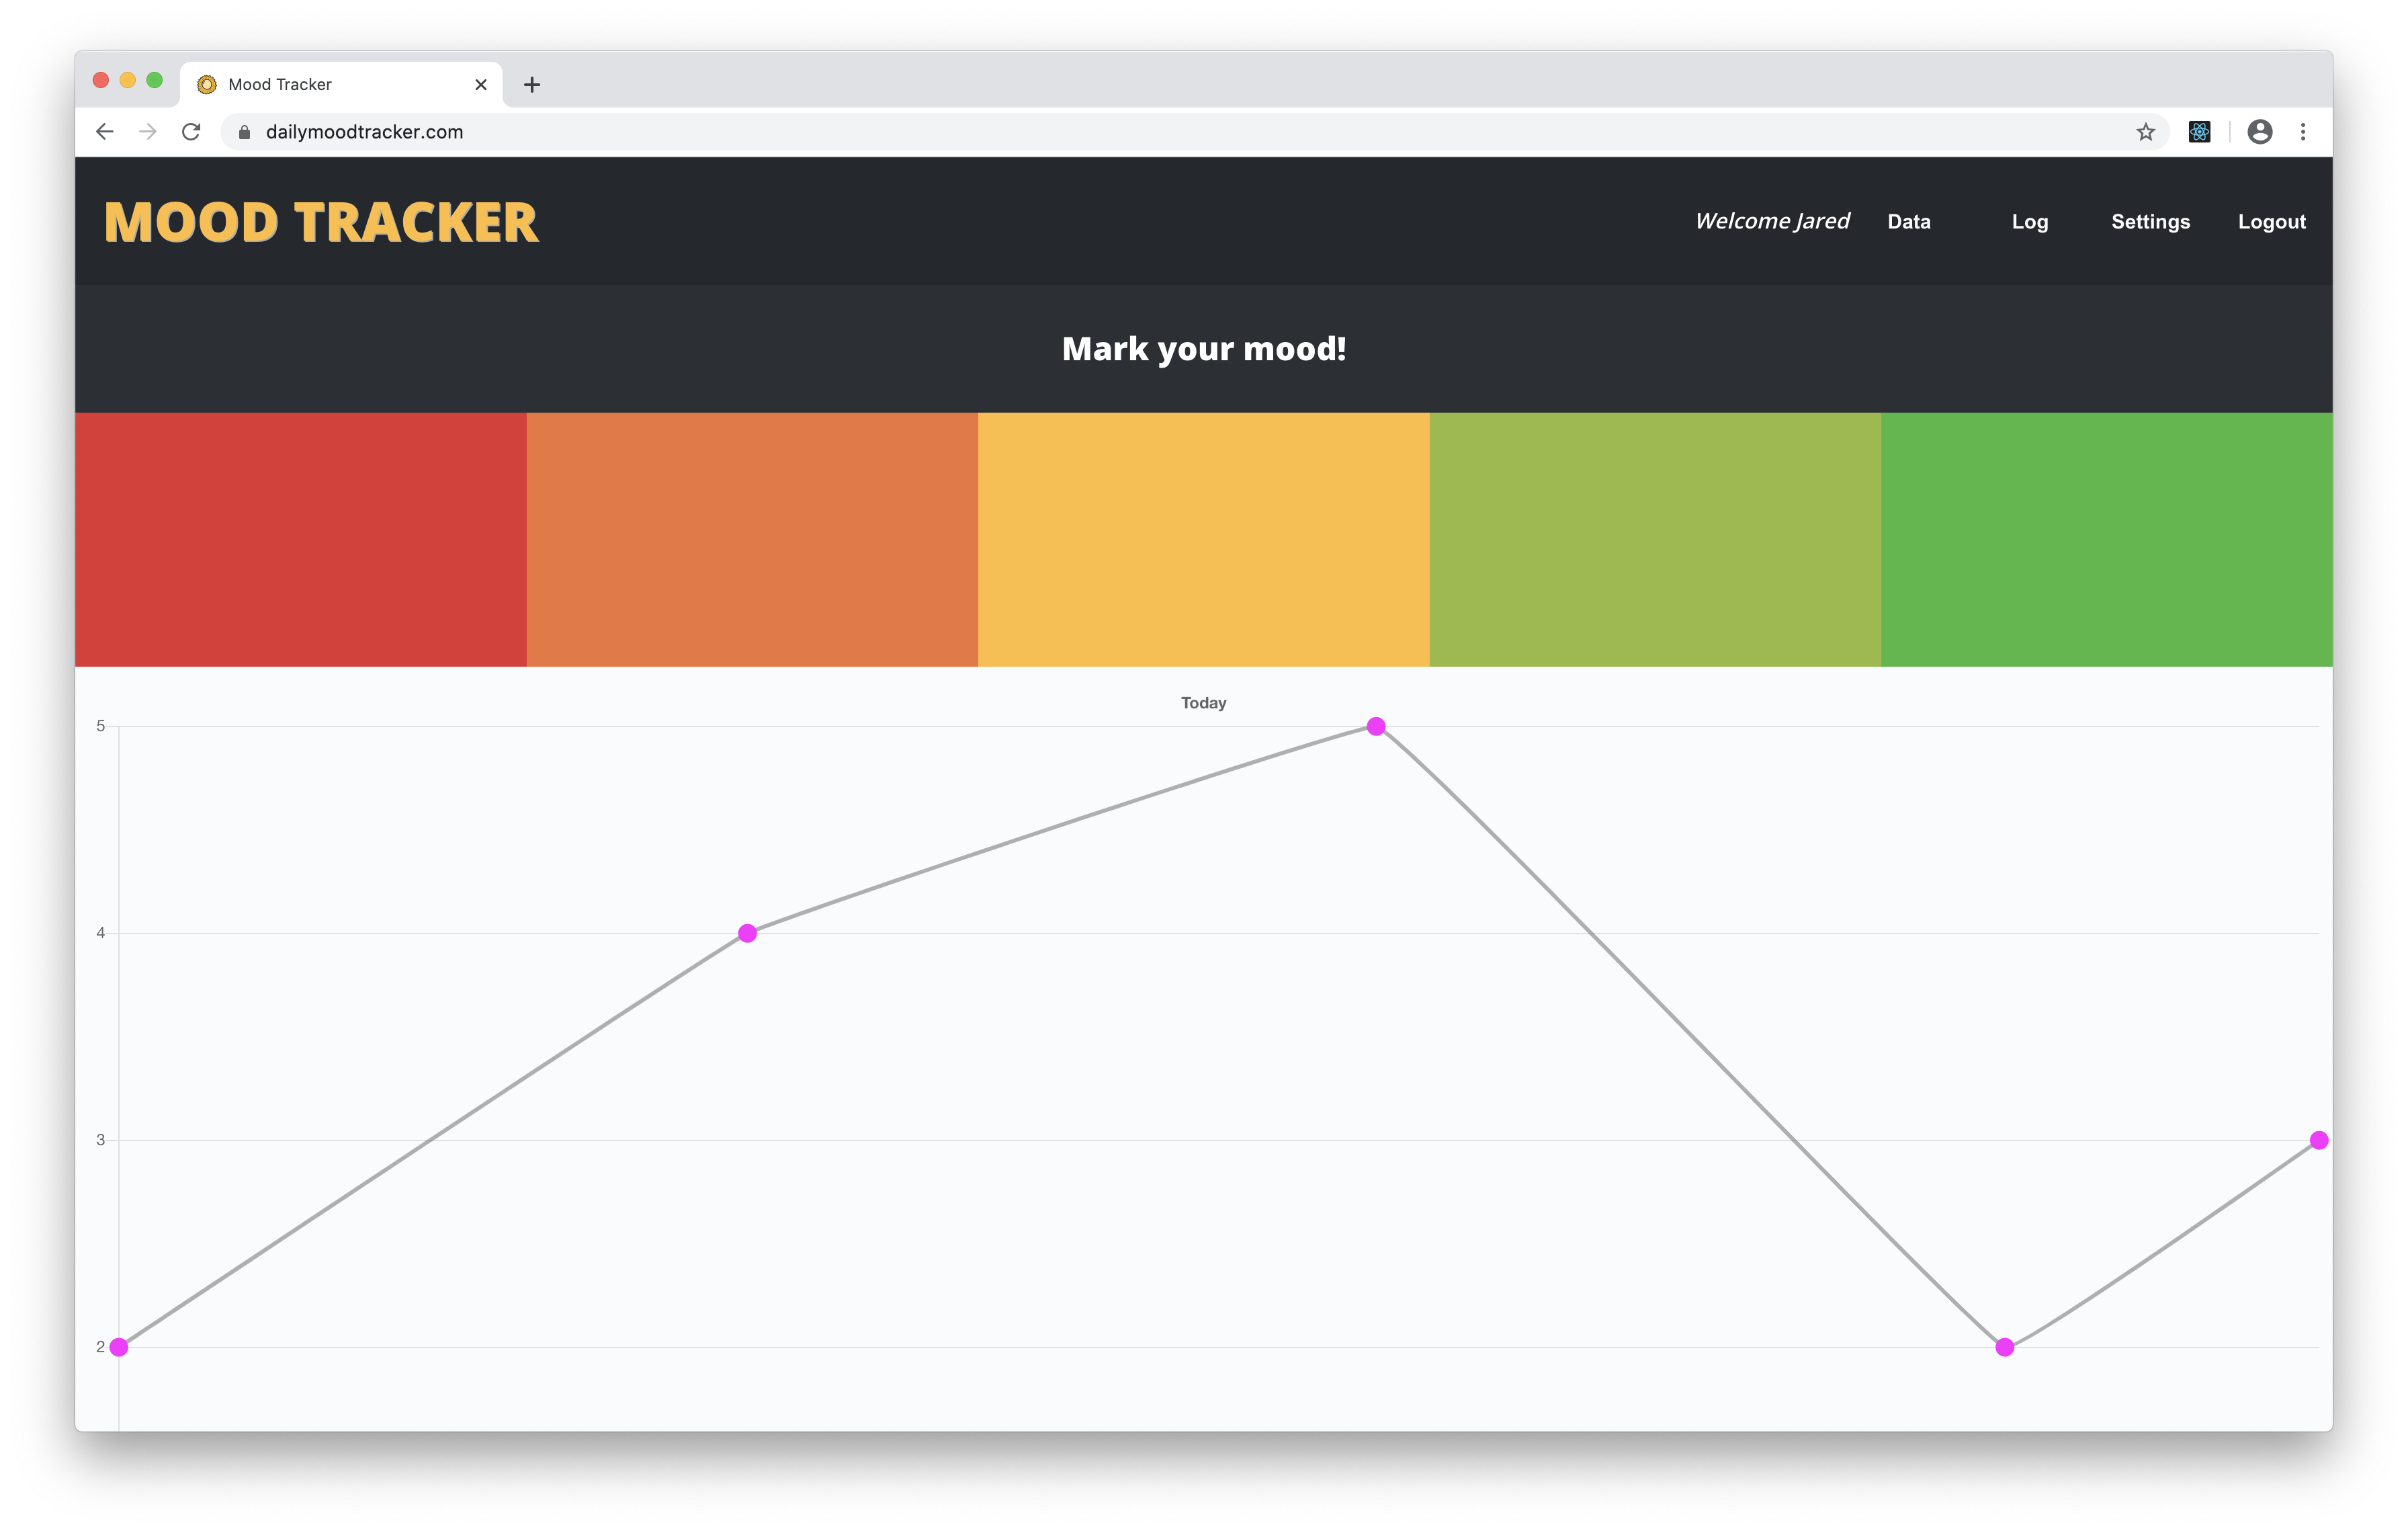 Mood Tracker
dailymoodtracker.com
MOOD TRACKER
Welcome Jared Data Log Settings Logout
Mark your mood!
Today
5
4
3
2